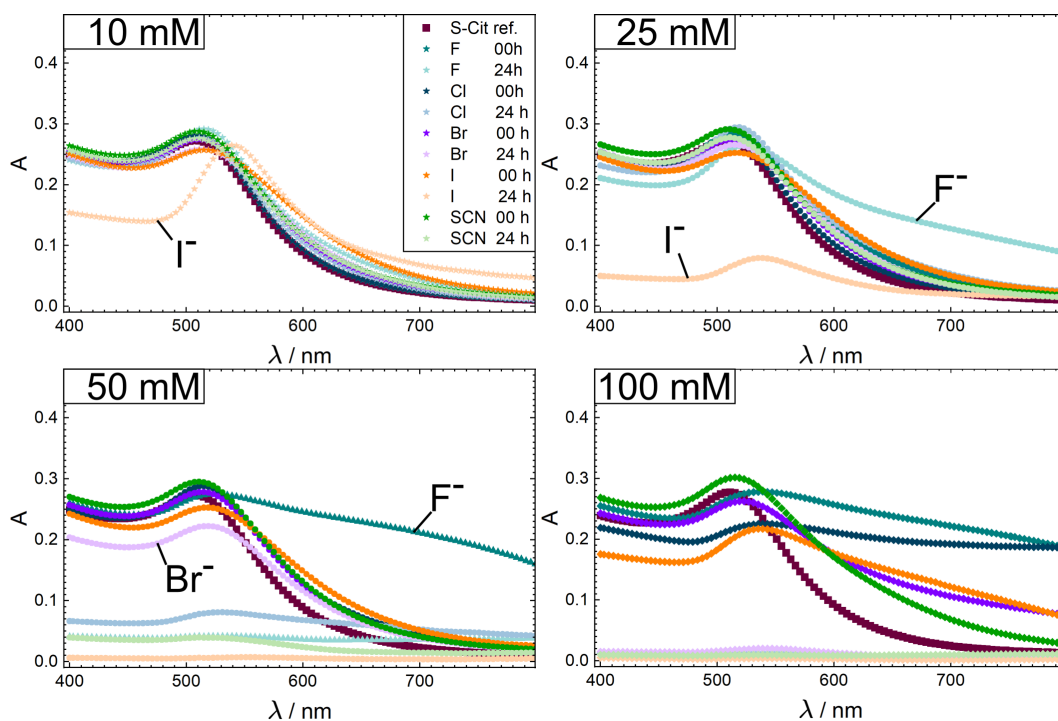 10 mM
S-Cit ref.
F 00h
F 24h
Cl 00h
Cl 24 h
Br 00 h
Br 24 h
I 00 h
I 24 h
SCN 00 h
SCN 24 h
I⁻
A
0.4
0.3
0.2
0.1
0.0
400 500 600 700
λ / nm
25 mM
F⁻
I⁻
A
0.4
0.3
0.2
0.1
0.0
400 500 600 700
λ / nm
50 mM
F⁻
Br⁻
A
0.4
0.3
0.2
0.1
0.0
400 500 600 700
λ / nm
100 mM
A
0.4
0.3
0.2
0.1
0.0
400 500 600 700
λ / nm